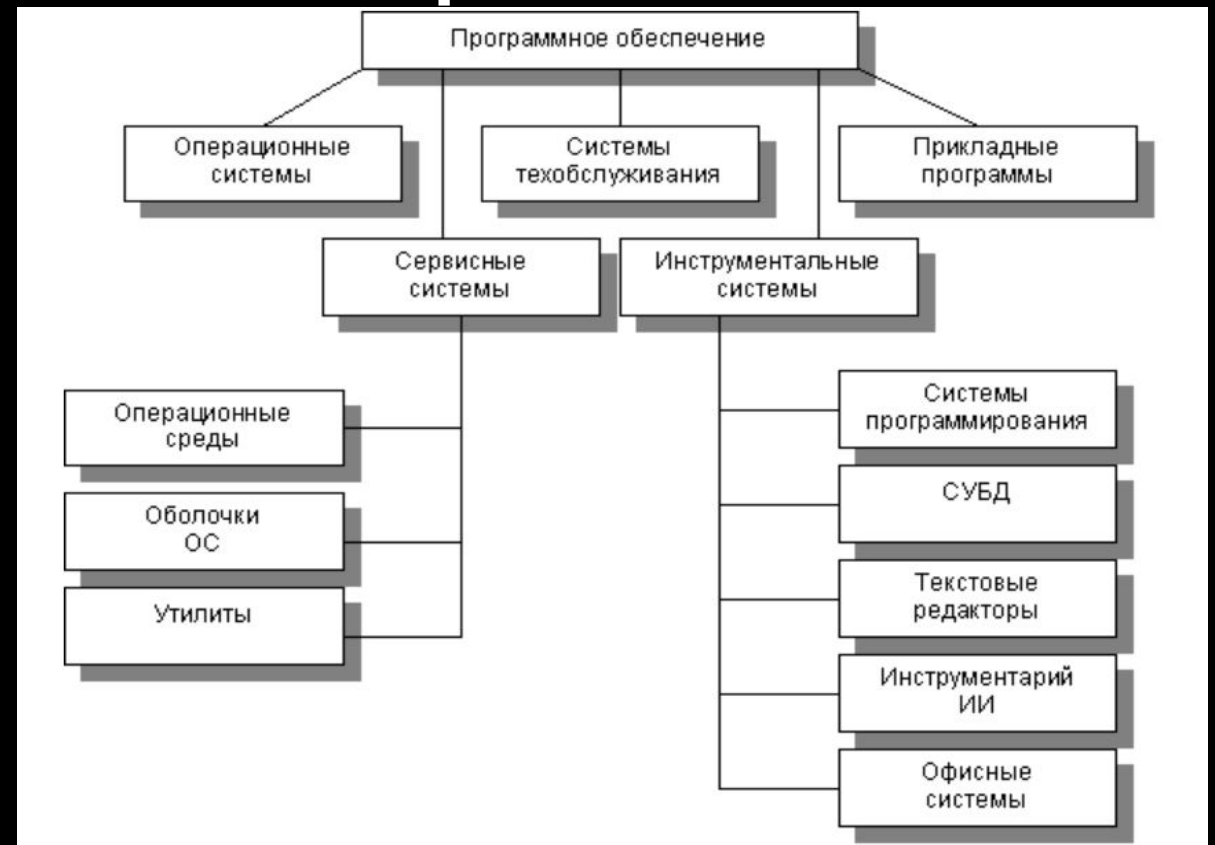 Программное обеспечение
Операционные
системы
Системы
техобслуживания
Прикладные
программы
Сервисные
системы
Инструментальные
системы
Операционные
среды
Оболочки
ОС
Утилиты
Системы
программирования
СУБД
Текстовые
редакторы
Инструментарий
ИИ
Офисные
системы